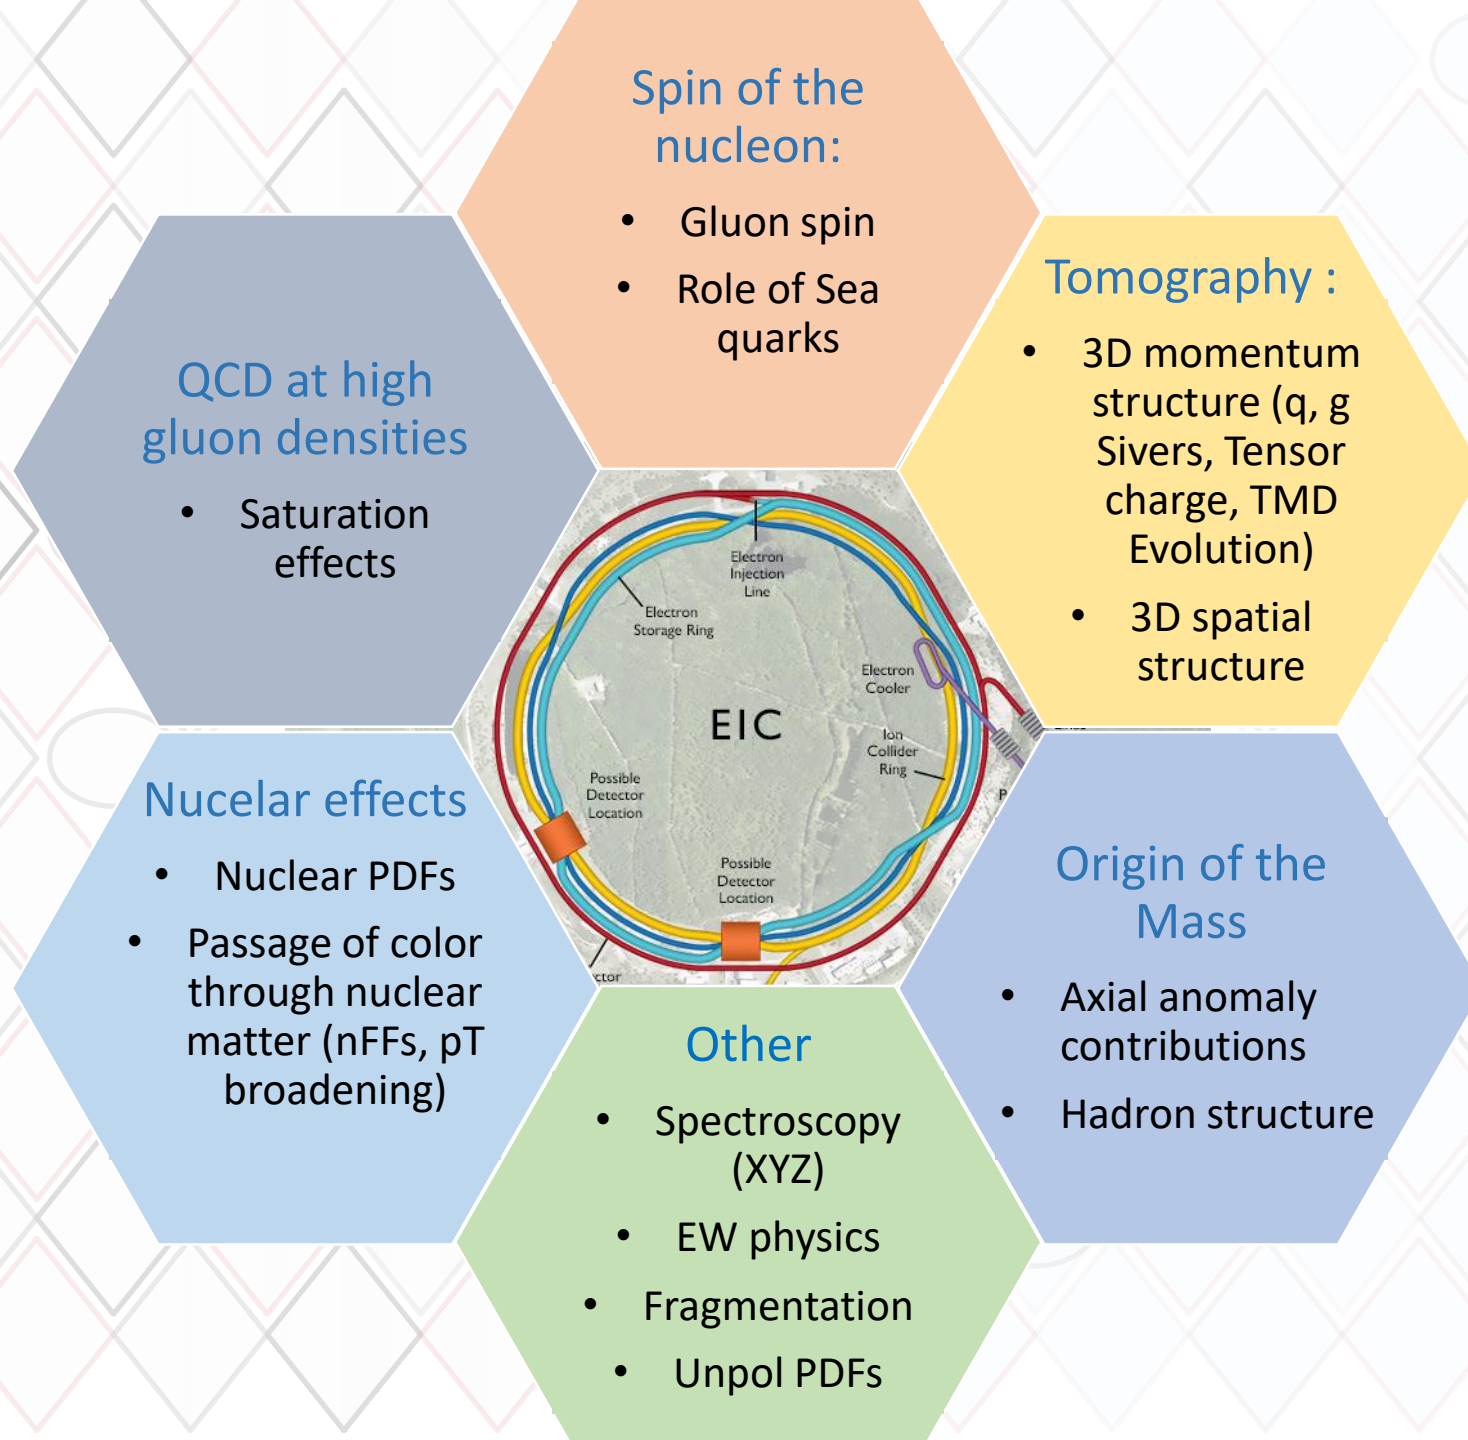 Spin of the
nucleon:
• Gluon spin
• Role of Sea
quarks
Tomography :
• 3D momentum
structure (q, g
Sivers, Tensor
charge, TMD
Evolution)
• 3D spatial
structure
QCD at high
gluon densities
• Saturation
effects
Electron
Injection
Line
Electron
Storage Ring
Electron
Cooler
EIC
Ion
Collider
Ring
Possible
Detector
Location
Possible
Detector
Location
Nucelar effects
• Nuclear PDFs
• Passage of color
through nuclear
matter (nFFs, pT
broadening)
Origin of the
Mass
• Axial anomaly
contributions
• Hadron structure
Other
• Spectroscopy
(XYZ)
• EW physics
• Fragmentation
• Unpol PDFs